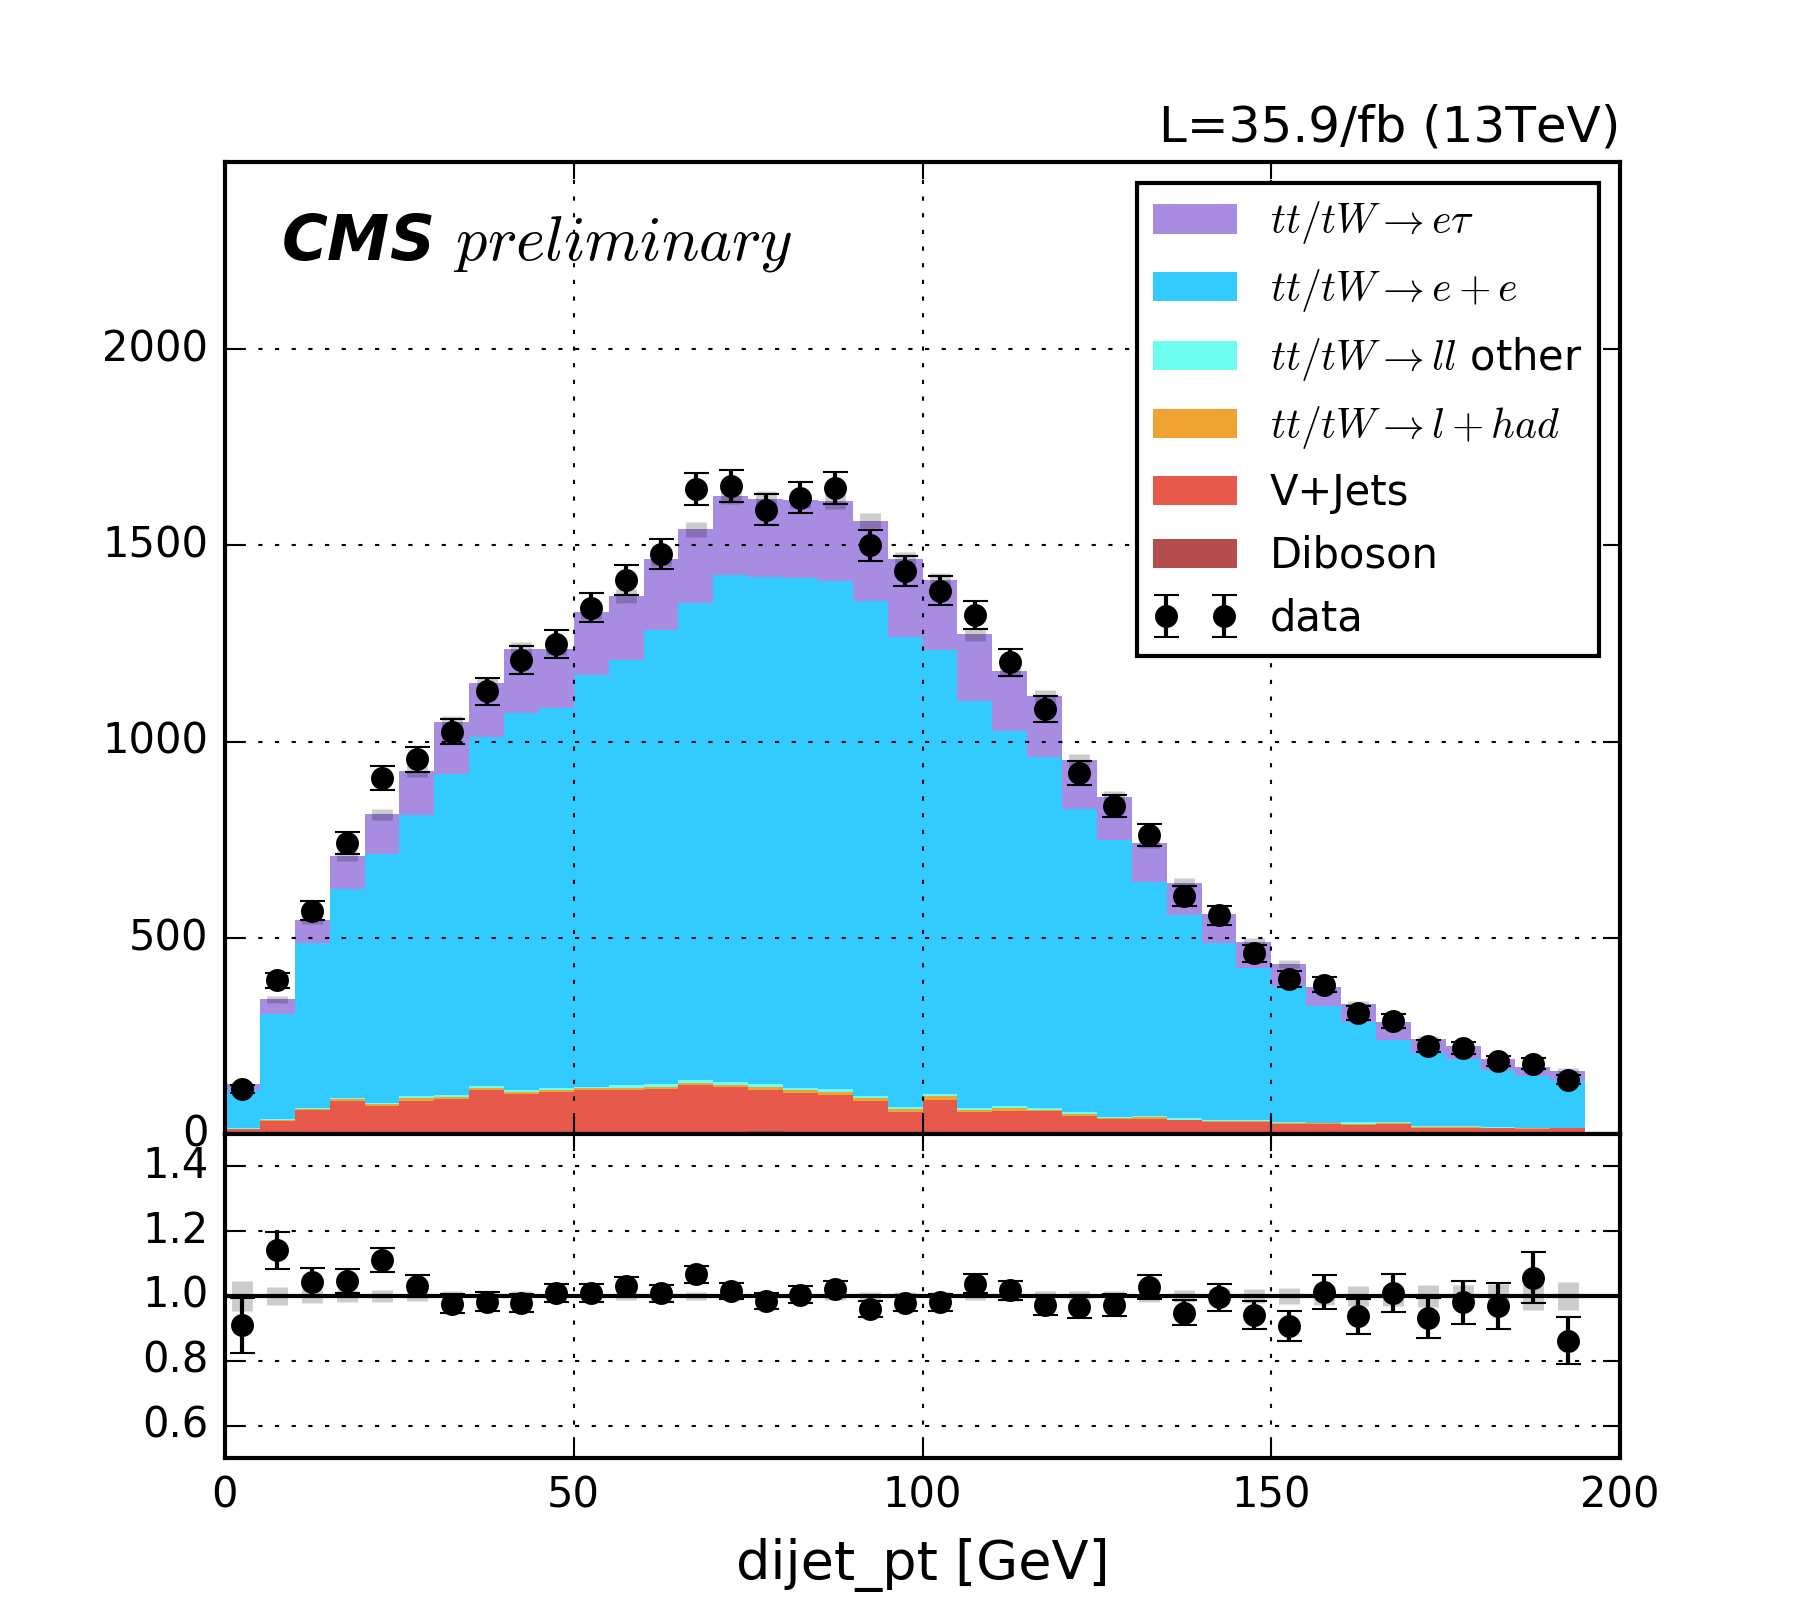 L=35.9/fb (13TeV)
CMS preliminary
tt/tW → eτ
tt/tW → e + e
tt/tW → ll other
tt/tW → l + had
V+Jets
Diboson
data
2000
1500
1000
500
0
1.4
1.2
1.0
0.8
0.6
0 50 100 150 200
dijet_pt [GeV]